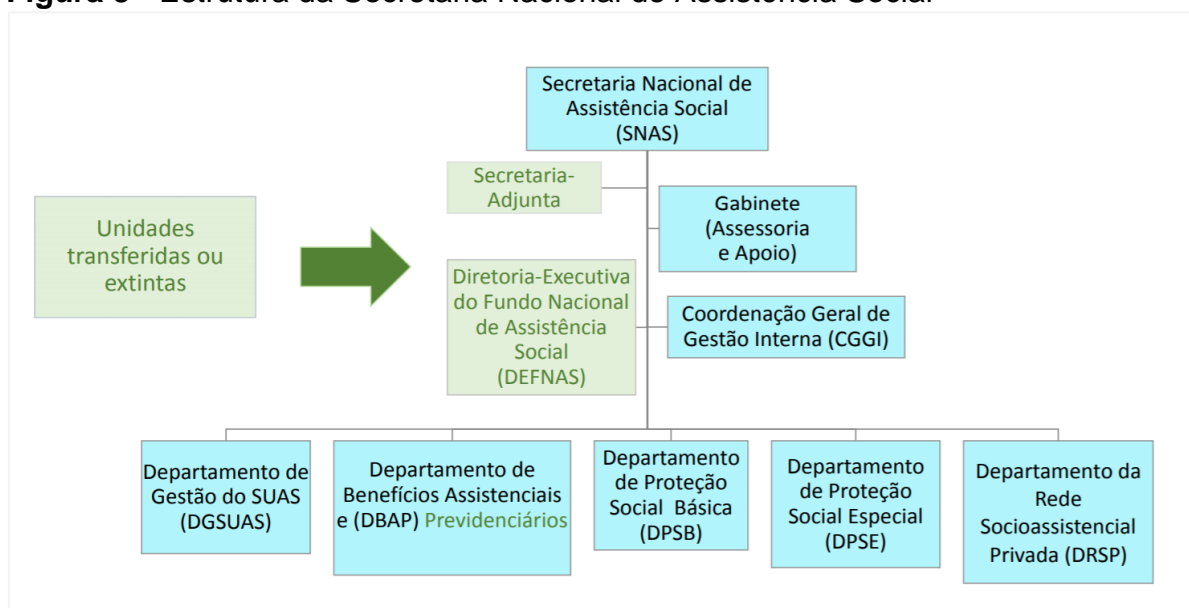 Figura - Estrutura da Secretaria Nacional de Assistência Social
Secretaria Nacional de
Assistência Social
(SNAS)
Secretaria-
Adjunta
Gabinete
(Assessoria
e Apoio)
Unidades
transferidas ou
extintas
Diretoria-Executiva
do Fundo Nacional
de Assistência
Social
(DEFNAS)
Coordenação Geral de
Gestão Interna (CGGI)
Departamento de
Gestão do SUAS
(DGSUAS)
Departamento de
Benefícios Assistenciais
e (DBAP) Previdenciários
Departamento
de Proteção
Social Básica
(DPSB)
Departamento
de Proteção
Social Especial
(DPSE)
Departamento da
Rede
Socioassistencial
Privada (DRSP)